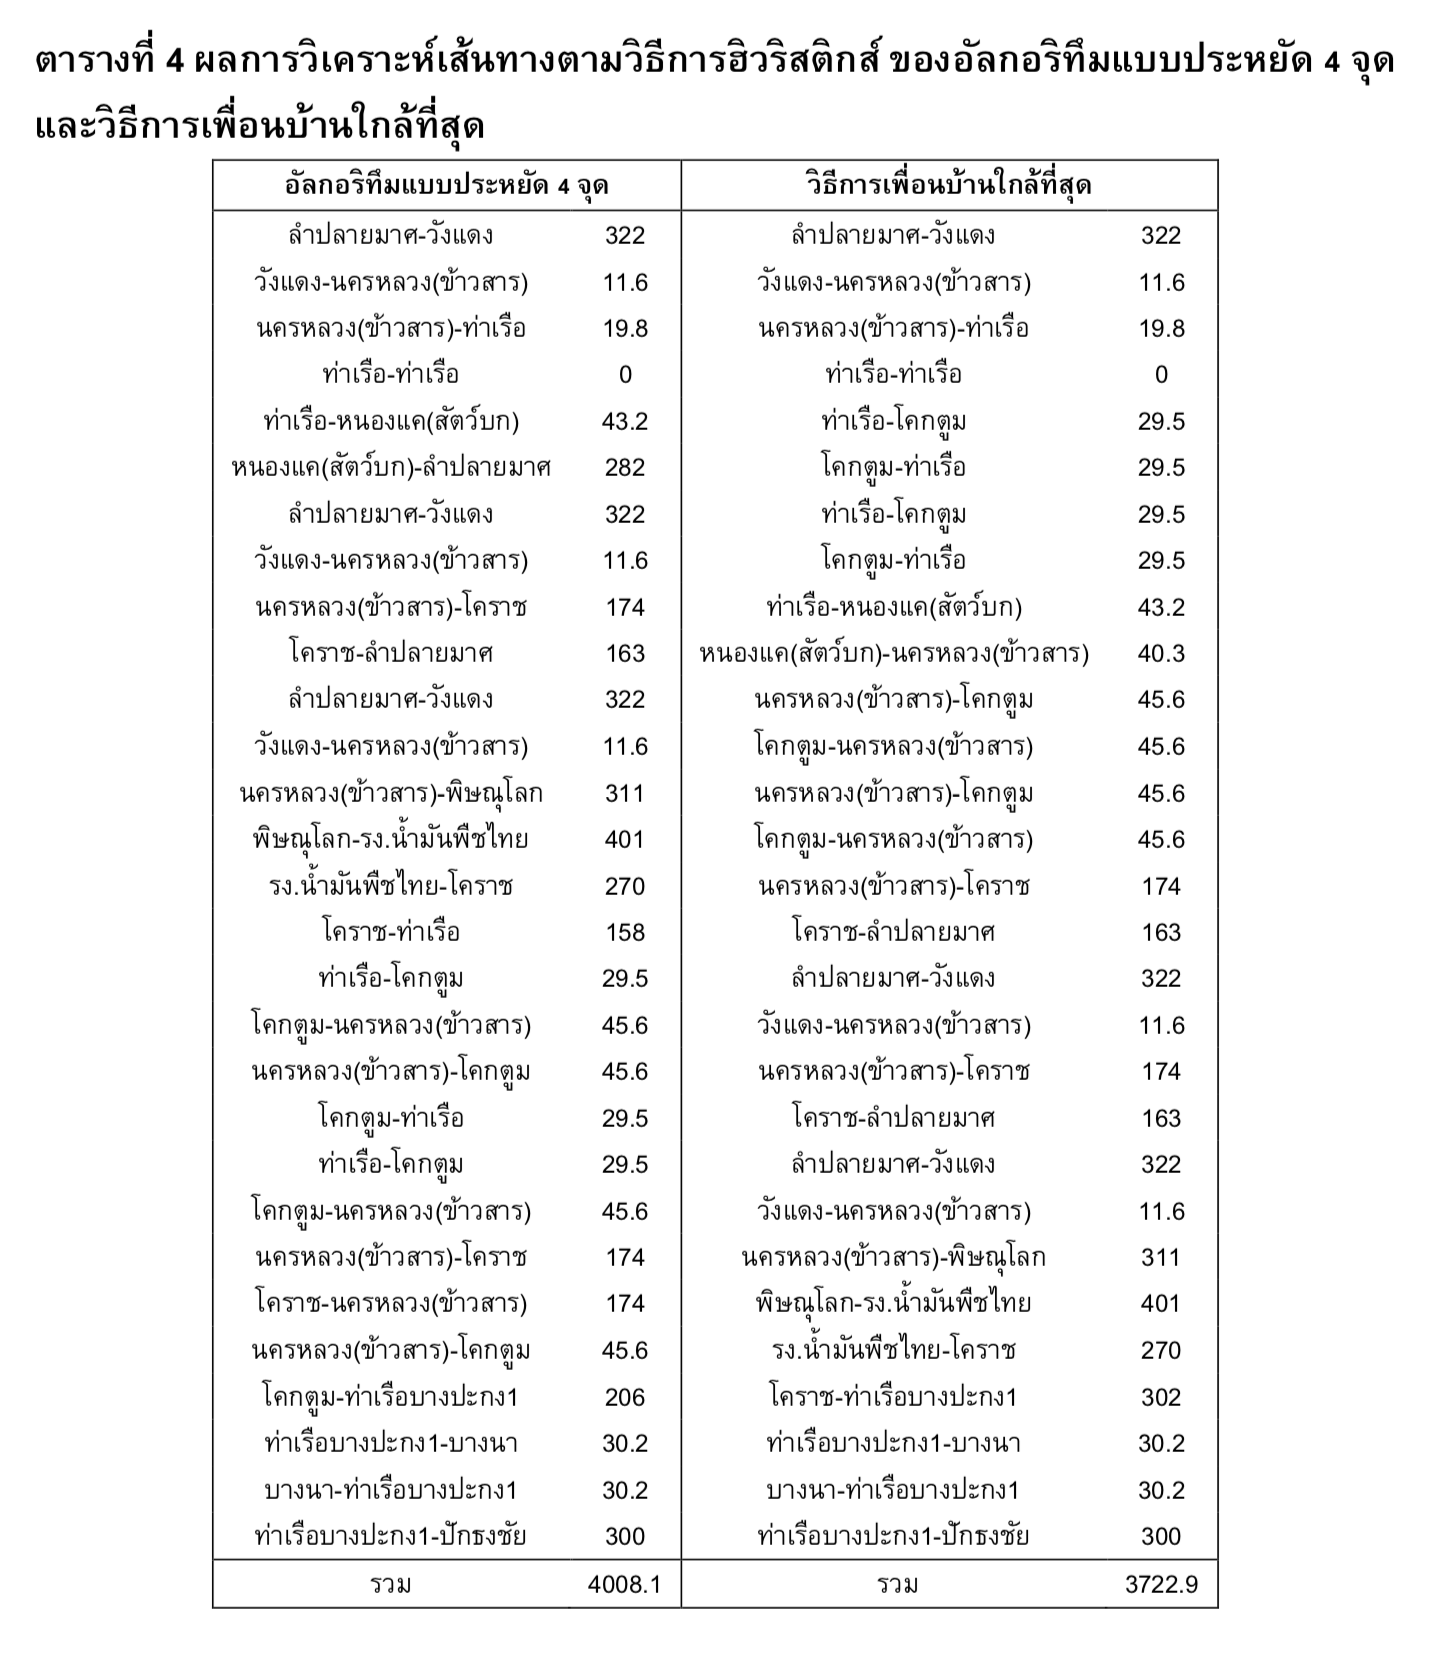 ตารางที่ 4 ผลการวิเคราะห์เส้นทางตามวิธีการฮิวริสติกส์ ของอัลกอริทึมแบบประหยัด 4 จุด
และวิธีการเพื่อนบ้านใกล้ที่สุด
อัลกอริทึมแบบประหยัด 4 จุด วิธีการเพื่อนบ้านใกล้ที่สุด
ลำปลายมาศ-วังแดง 322 ลำปลายมาศ-วังแดง 322
วังแดง-นครหลวง(ข้าวสาร) 11.6 วังแดง-นครหลวง(ข้าวสาร) 11.6
นครหลวง(ข้าวสาร)-ท่าเรือ 19.8 นครหลวง(ข้าวสาร)-ท่าเรือ 19.8
ท่าเรือ-ท่าเรือ 0 ท่าเรือ-ท่าเรือ 0
ท่าเรือ-หนองแค(สัตว์บก) 43.2 ท่าเรือ-โคกตูม 29.5
หนองแค(สัตว์บก)-ลำปลายมาศ 282 โคกตูม-ท่าเรือ 29.5
ลำปลายมาศ-วังแดง 322 ท่าเรือ-โคกตูม 29.5
วังแดง-นครหลวง(ข้าวสาร) 11.6 โคกตูม-ท่าเรือ 29.5
นครหลวง(ข้าวสาร)-โคราช 174 ท่าเรือ-หนองแค(สัตว์บก) 43.2
โคราช-ลำปลายมาศ 163 หนองแค(สัตว์บก)-นครหลวง(ข้าวสาร) 40.3
ลำปลายมาศ-วังแดง 322 นครหลวง(ข้าวสาร)-โคกตูม 45.6
วังแดง-นครหลวง(ข้าวสาร) 11.6 โคกตูม-นครหลวง(ข้าวสาร) 45.6
นครหลวง(ข้าวสาร)-พิษณุโลก 311 นครหลวง(ข้าวสาร)-โคกตูม 45.6
พิษณุโลก-รง.น้ำมันพืชไทย 401 โคกตูม-นครหลวง(ข้าวสาร) 45.6
รง.น้ำมันพืชไทย-โคราช 270 นครหลวง(ข้าวสาร)-โคราช 174
โคราช-ท่าเรือ 158 โคราช-ลำปลายมาศ 163
ท่าเรือ-โคกตูม 29.5 ลำปลายมาศ-วังแดง 322
โคกตูม-นครหลวง(ข้าวสาร) 45.6 วังแดง-นครหลวง(ข้าวสาร) 11.6
นครหลวง(ข้าวสาร)-โคกตูม 45.6 นครหลวง(ข้าวสาร)-โคราช 174
โคกตูม-ท่าเรือ 29.5 โคราช-ลำปลายมาศ 163
ท่าเรือ-โคกตูม 29.5 ลำปลายมาศ-วังแดง 322
โคกตูม-นครหลวง(ข้าวสาร) 45.6 วังแดง-นครหลวง(ข้าวสาร) 11.6
นครหลวง(ข้าวสาร)-โคราช 174 นครหลวง(ข้าวสาร)-พิษณุโลก 311
โคราช-นครหลวง(ข้าวสาร) 174 พิษณุโลก-รง.น้ำมันพืชไทย 401
นครหลวง(ข้าวสาร)-โคกตูม 45.6 รง.น้ำมันพืชไทย-โคราช 270
โคกตูม-ท่าเรือบางปะกง1 206 โคราช-ท่าเรือบางปะกง1 302
ท่าเรือบางปะกง1-บางนา 30.2 ท่าเรือบางปะกง1-บางนา 30.2
บางนา-ท่าเรือบางปะกง1 30.2 บางนา-ท่าเรือบางปะกง1 30.2
ท่าเรือบางปะกง1-ปักธงชัย 300 ท่าเรือบางปะกง1-ปักธงชัย 300
รวม 4008.1 รวม 3722.9